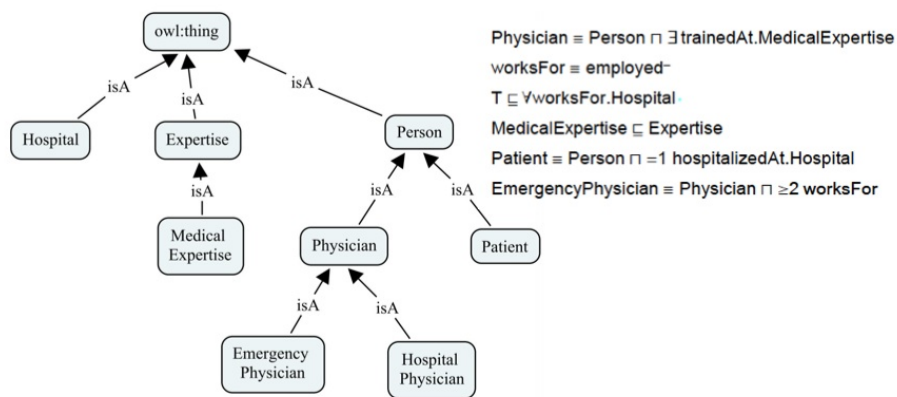 owl:thing
isA
isA
isA
Hospital
Expertise
Person
isA
isA
isA
Medical
Expertise
Physician
Patient
isA
isA
Emergency
Physician
Hospital
Physician
Physician ≡ Person ⊓ ∃ trainedAt.MedicalExpertise
worksFor ≡ employed⁻
T ⊑ ∀worksFor.Hospital
MedicalExpertise ⊑ Expertise
Patient ≡ Person ⊓ =1 hospitalizedAt.Hospital
EmergencyPhysician ≡ Physician ⊓ ≥2 worksFor